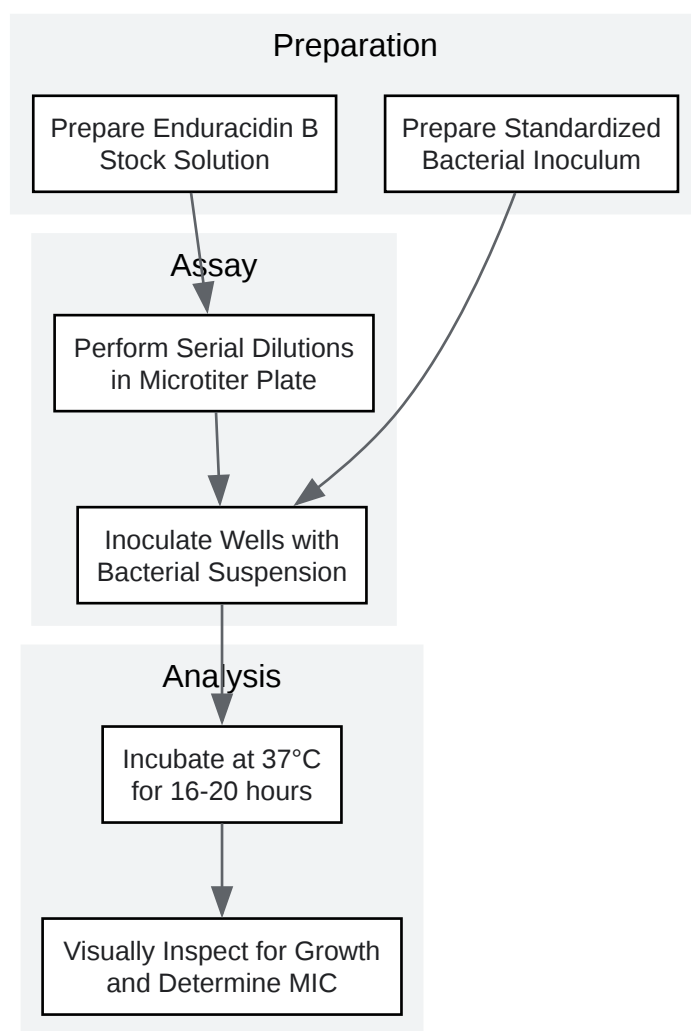 Preparation
Prepare Enduracidin B
Stock Solution
Prepare Standardized
Bacterial Inoculum
Assay
Perform Serial Dilutions
in Microtiter Plate
Inoculate Wells with
Bacterial Suspension
Analysis
Incubate at 37°C
for 16-20 hours
Visually Inspect for Growth
and Determine MIC